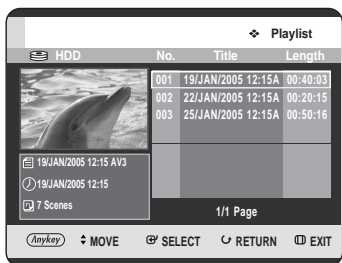 ❖ Playlist
HDD No. Title Length
001 19/JAN/2005 12:15A 00:40:03
002 22/JAN/2005 12:15A 00:20:15
003 25/JAN/2005 12:15A 00:50:16
19/JAN/2005 12:15 AV3
19/JAN/2005 12:15
7 Scenes
1/1 Page
Anykey MOVE SELECT RETURN EXIT